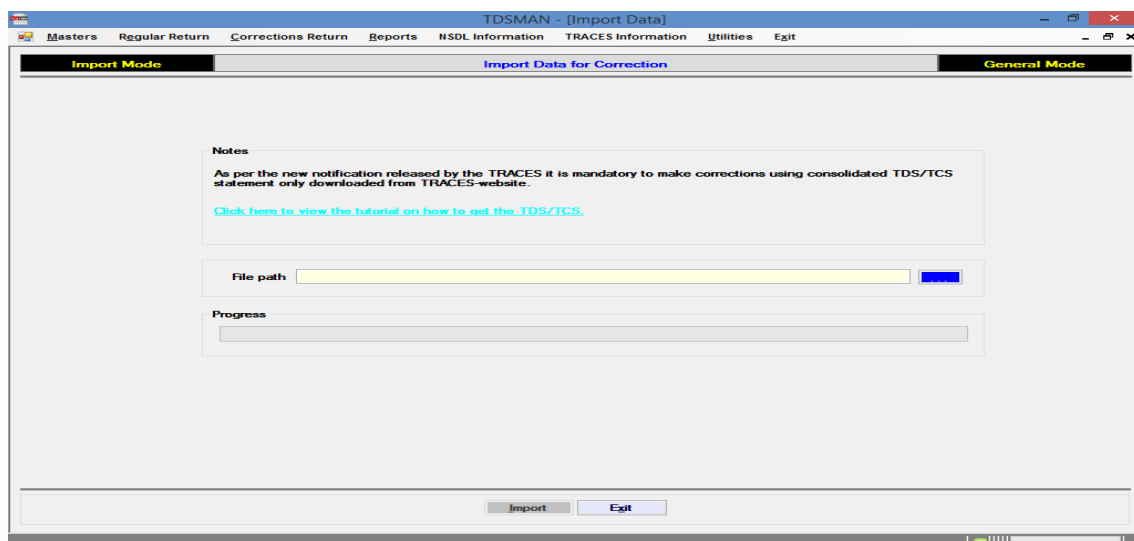 TDSMAN - [Import Data]
Masters Regular Return Corrections Return Reports NSDL Information TRACES Information Utilities Exit
Import Mode Import Data for Correction General Mode
Notes
As per the new notification released by the TRACES it is mandatory to make corrections using consolidated TDS/TCS
statement only downloaded from TRACES-website.
Click here to view the tutorial on how to get the TDS/TCS.
File path ...
Progress
Import Exit